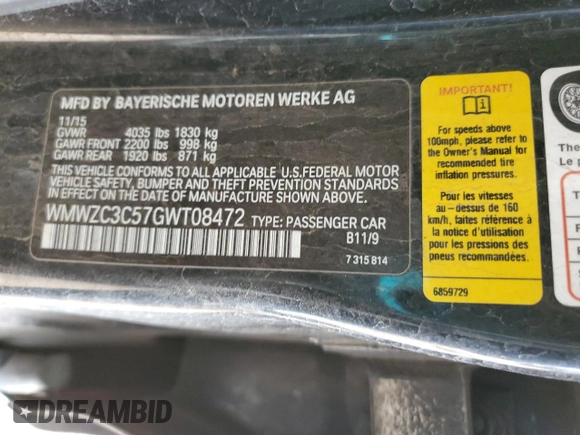 MFD BY BAYERISCHE MOTOREN WERKE AG
11/15
GVWR 4035 lbs 1830 kg
GAWR FRONT 2200 lbs 998 kg
GAWR REAR 1920 lbs 871 kg
THIS VEHICLE CONFORMS TO ALL APPLICABLE U.S.FEDERAL MOTOR
VEHICLE SAFETY, BUMPER AND THEFT PREVENTION STANDARDS
IN EFFECT ON THE DATE OF MANUFACTURE SHOWN ABOVE.
WMWZC3C57GWT08472 TYPE: PASSENGER CAR
B11/9
7 315 814
IMPORTANT!
i
For speeds above
100mph, please refer to
the Owner's Manual for
recommended tire
inflation pressures.
Pour les vitesses
au-dessus de 160
km/h, référez-vous
à la notice d'utilisation
pour les pressions des
pneus recommandées.
6859729
The
Le
DREAMBID